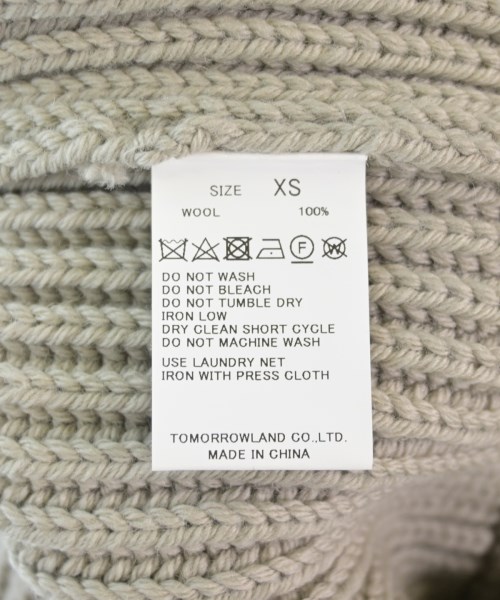 SIZE XS
WOOL 100%
F W
DO NOT WASH
DO NOT BLEACH
DO NOT TUMBLE DRY
IRON LOW
DRY CLEAN SHORT CYCLE
DO NOT MACHINE WASH
USE LAUNDRY NET
IRON WITH PRESS CLOTH
TOMORROWLAND CO.,LTD.
MADE IN CHINA